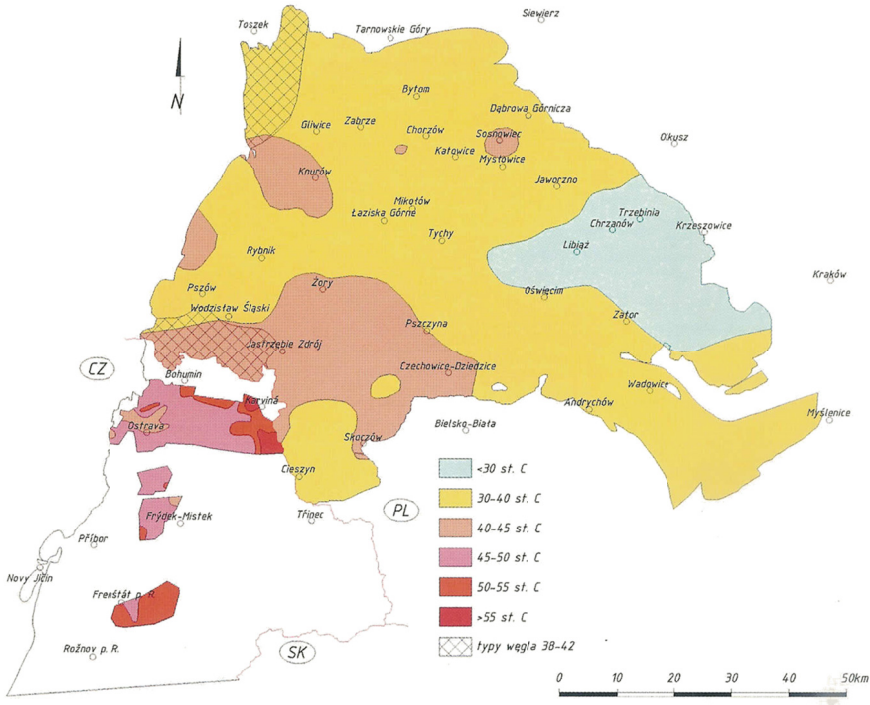 Siewierz
Toszek
Tarnowskie Góry
N
Bytom
Dąbrowa Górnicza
Gliwice
Zabrze
Chorzów
Sosnowiec
Okusz
Katowice
Mysłowice
Knurów
Jaworzno
Mikołów
Łaziska Górne
Trzebinia
Chrzanów
Krzeszowice
Tychy
Libiąż
Rybnik
Kraków
Pszów
Żory
Oświęcim
Wodzisław Śląski
Zator
Pszczyna
Jastrzębie Zdrój
CZ
Bohumin
Czechowice-Dziedzice
Wadowice
Karviná
Andrychów
Myślenice
Ostrava
Skoczów
Bielsko-Biała
Cieszyn
<30 st. C
30-40 st. C
PL
Frýdek-Místek
Třinec
40-45 st. C
Příbor
45-50 st. C
Nový Jičín
50-55 st. C
Frenštát p. R.
>55 st. C
Rožnov p. R.
SK
typy węgla 38-42
0 10 20 30 40 50km